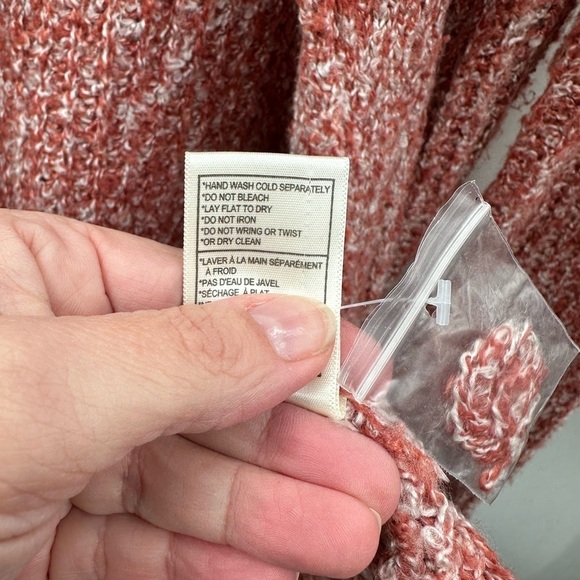 *HAND WASH COLD SEPARATELY
*DO NOT BLEACH
*LAY FLAT TO DRY
*DO NOT IRON
*DO NOT WRING OR TWIST
*OR DRY CLEAN
*LAVER À LA MAIN SÉPARÉMENT
À FROID
*PAS D'EAU DE JAVEL
*SÉCHAGE À PLAT